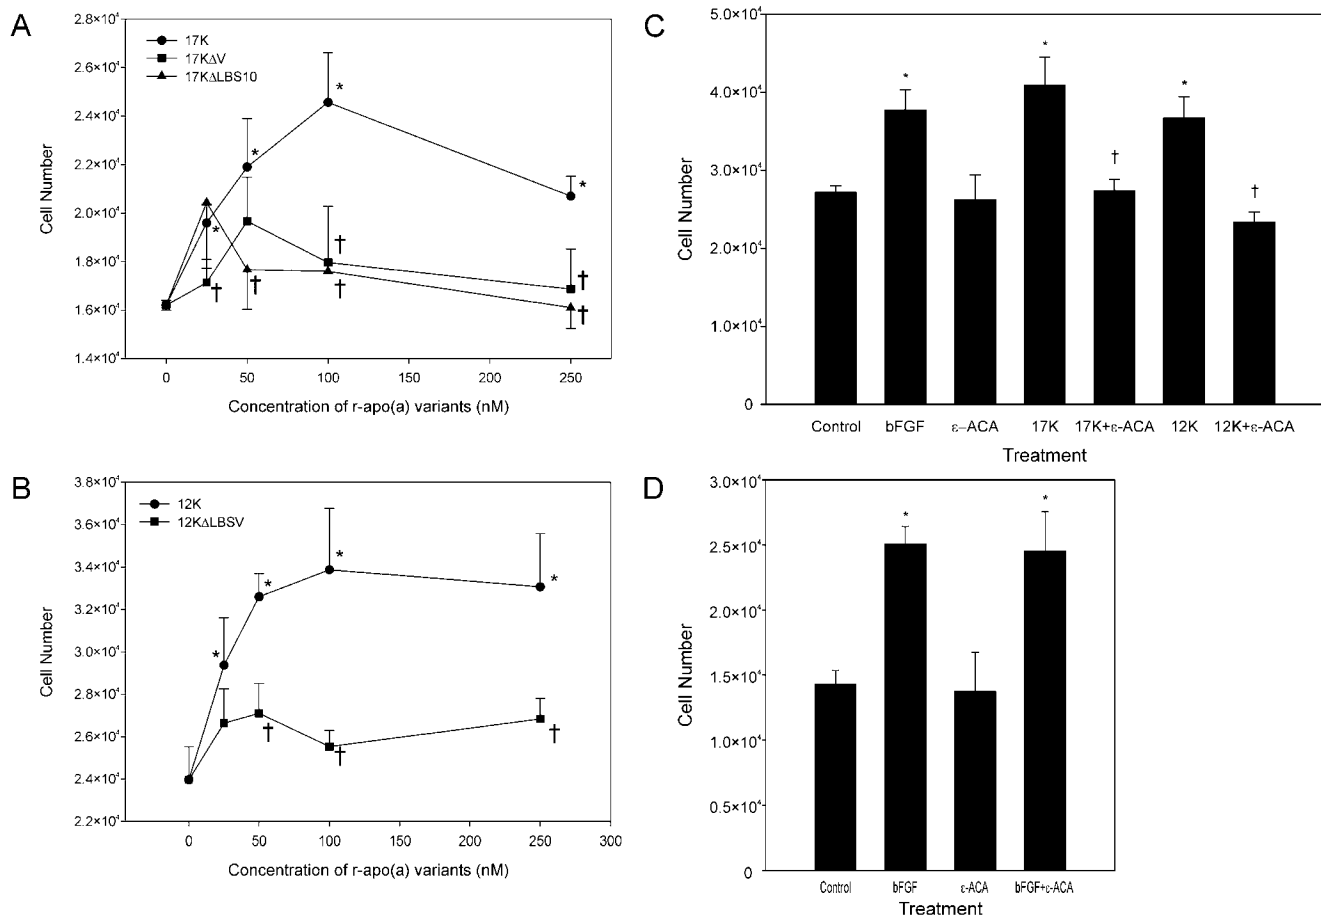 A
2.8×10⁴
2.6×10⁴
2.4×10⁴
2.2×10⁴
2.0×10⁴
1.8×10⁴
1.6×10⁴
1.4×10⁴
Cell Number
17K
17KΔV
17KΔLBS10
*
*
*
*
†
†
†
†
†
†
0 50 100 150 200 250
Concentration of r-apo(a) variants (nM)
B
3.8×10⁴
3.6×10⁴
3.4×10⁴
3.2×10⁴
3.0×10⁴
2.8×10⁴
2.6×10⁴
2.4×10⁴
2.2×10⁴
Cell Number
12K
12KΔLBSV
*
*
*
*
†
†
†
0 50 100 150 200 250 300
Concentration of r-apo(a) variants (nM)
C
5.0×10⁴
4.0×10⁴
3.0×10⁴
2.0×10⁴
1.0×10⁴
0
Cell Number
*
*
†
*
†
Control bFGF ε–ACA 17K 17K+ε-ACA 12K 12K+ε-ACA
Treatment
D
3.0×10⁴
2.5×10⁴
2.0×10⁴
1.5×10⁴
1.0×10⁴
0.5×10⁴
0
Cell Number
*
*
Control bFGF ε-ACA bFGF+ε-ACA
Treatment